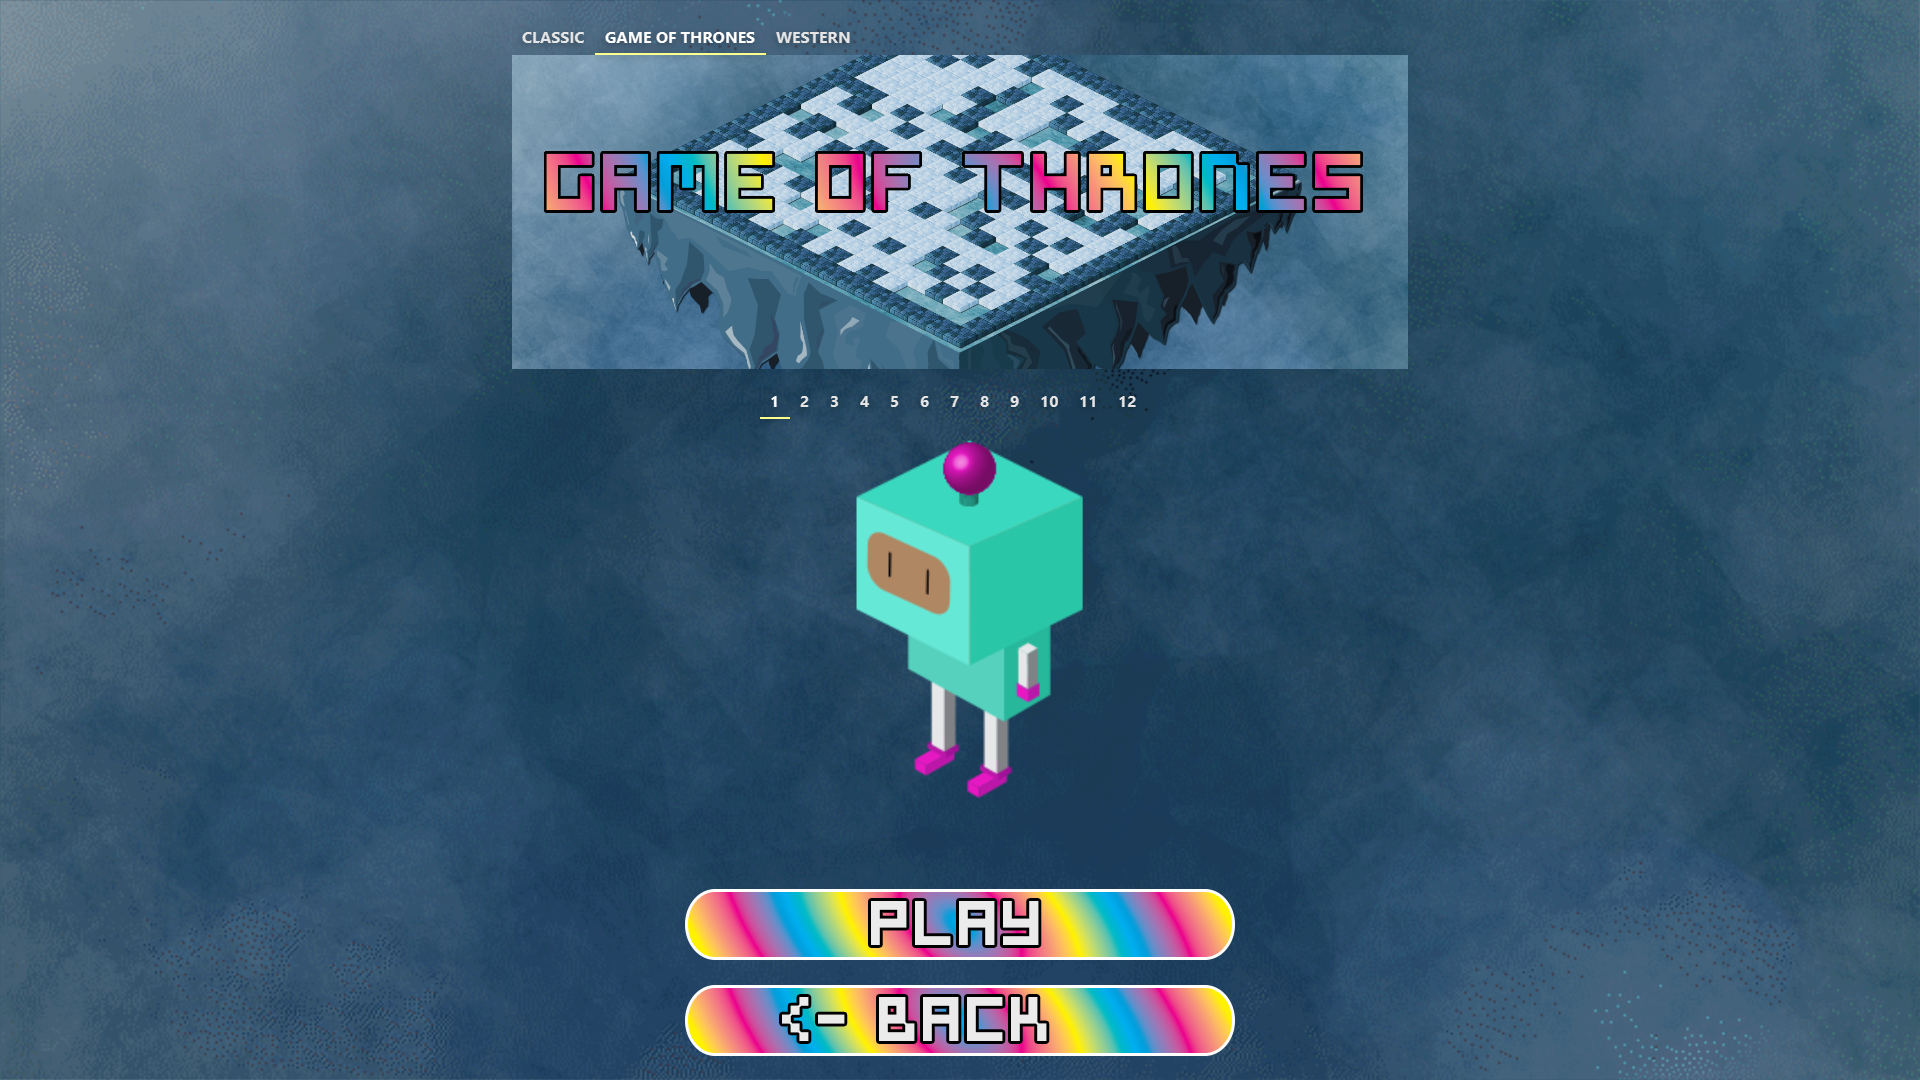 CLASSIC GAME OF THRONES WESTERN
GAME OF THRONES
1 2 3 4 5 6 7 8 9 10 11 12
PLAY
<- BACK